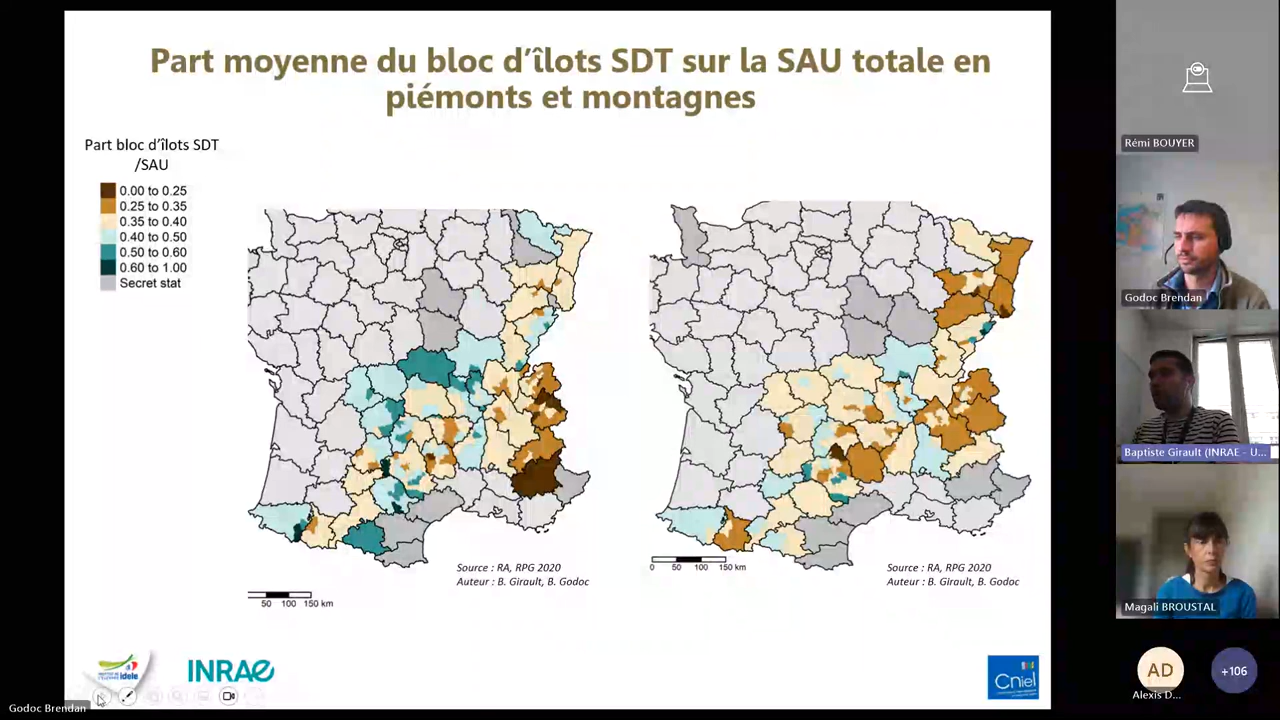 Part moyenne du bloc d’îlots SDT sur la SAU totale en
piémonts et montagnes
Part bloc d’îlots SDT
/SAU
0.00 to 0.25
0.25 to 0.35
0.35 to 0.40
0.40 to 0.50
0.50 to 0.60
0.60 to 1.00
Secret stat
Source : RA, RPG 2020
Auteur : B. Girault, B. Godoc
50 100 150 km
Source : RA, RPG 2020
Auteur : B. Girault, B. Godoc
0 50 100 150 km
idele
INRAE
Cniel
Godoc Brendan
Rémi BOUYER
Godoc Brendan
Baptiste Girault (INRAE - U...
Magali BROUSTAL
AD
Alexis D...
+106